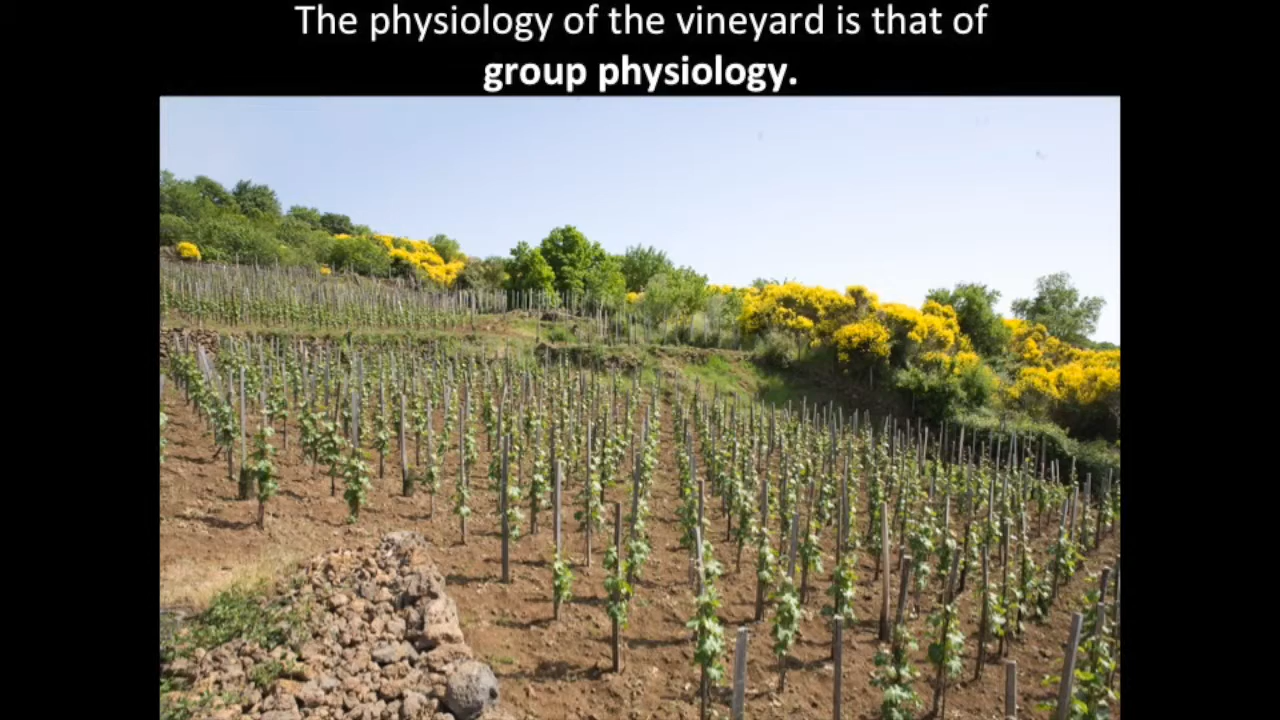 The physiology of the vineyard is that of
group physiology.